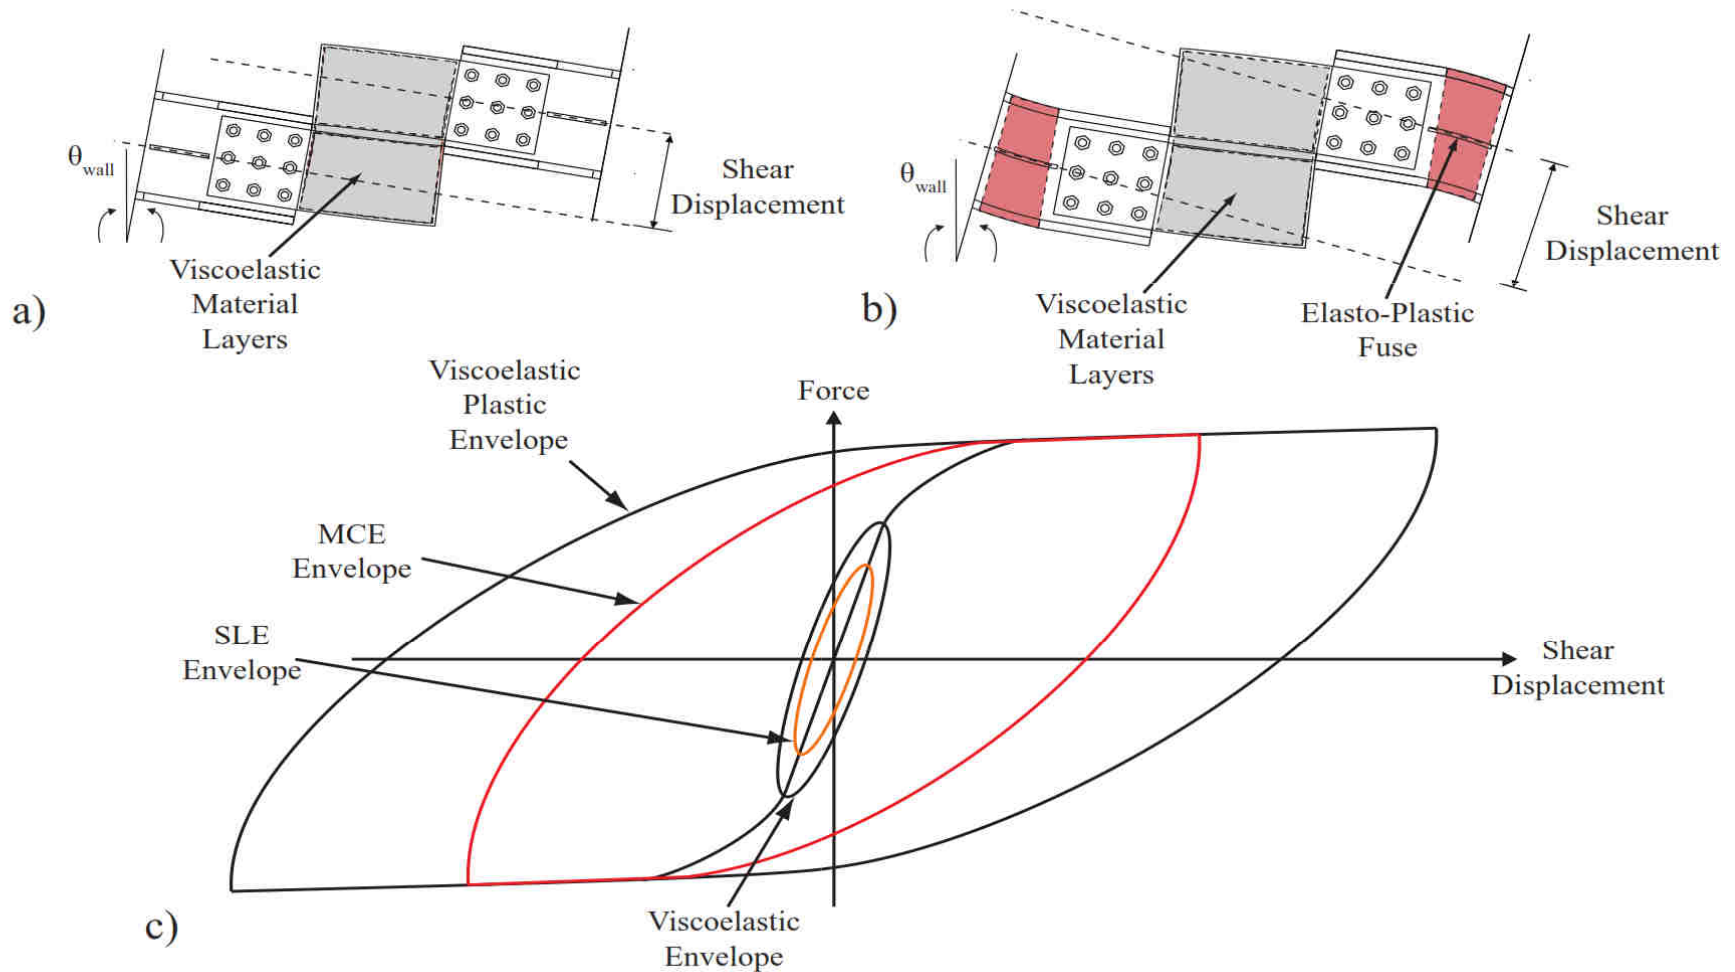 θwall
Shear
Displacement
Viscoelastic
Material
Layers
a)
θwall
Shear
Displacement
Viscoelastic
Material
Layers
Elasto-Plastic
Fuse
b)
Viscoelastic
Plastic
Envelope
Force
MCE
Envelope
SLE
Envelope
Shear
Displacement
Viscoelastic
Envelope
c)